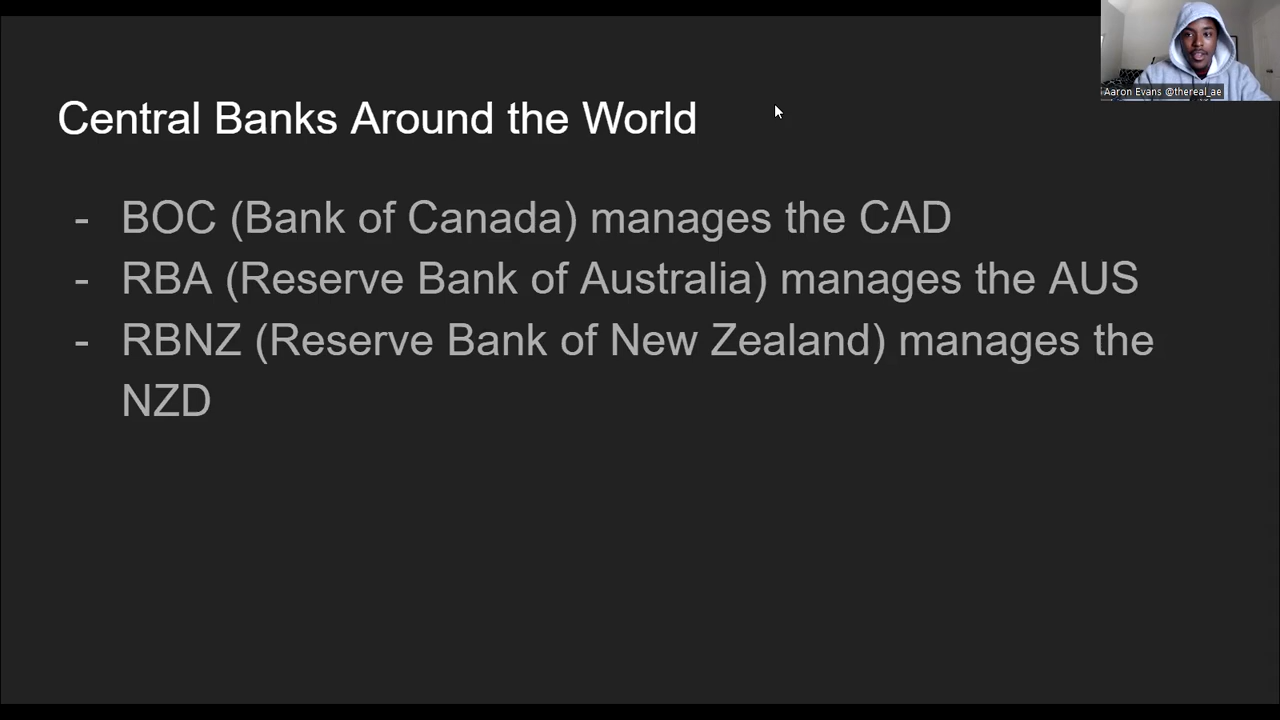 Aaron Evans @thereal_ae
Central Banks Around the World
- BOC (Bank of Canada) manages the CAD
- RBA (Reserve Bank of Australia) manages the AUS
- RBNZ (Reserve Bank of New Zealand) manages the
NZD